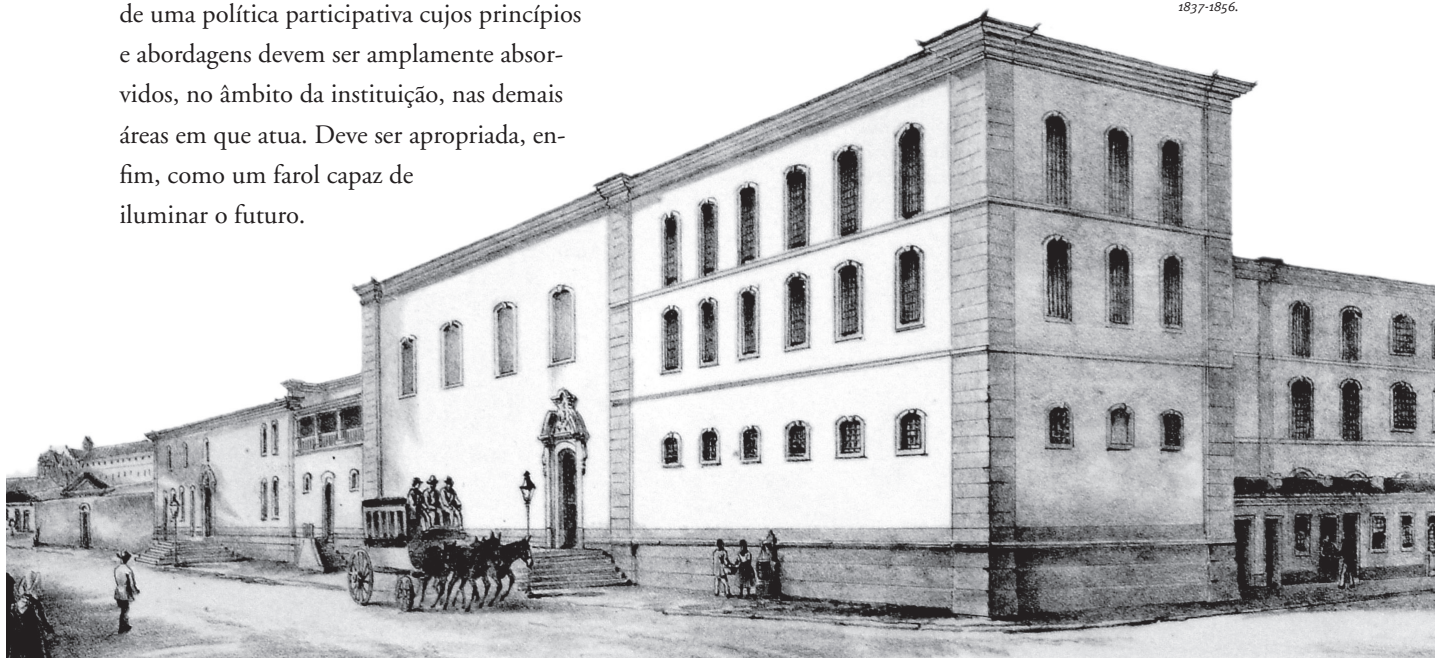 de uma política participativa cujos princípios
e abordagens devem ser amplamente absor-
vidos, no âmbito da instituição, nas demais
áreas em que atua. Deve ser apropriada, en-
fim, como um farol capaz de
iluminar o futuro.
1837-1856.